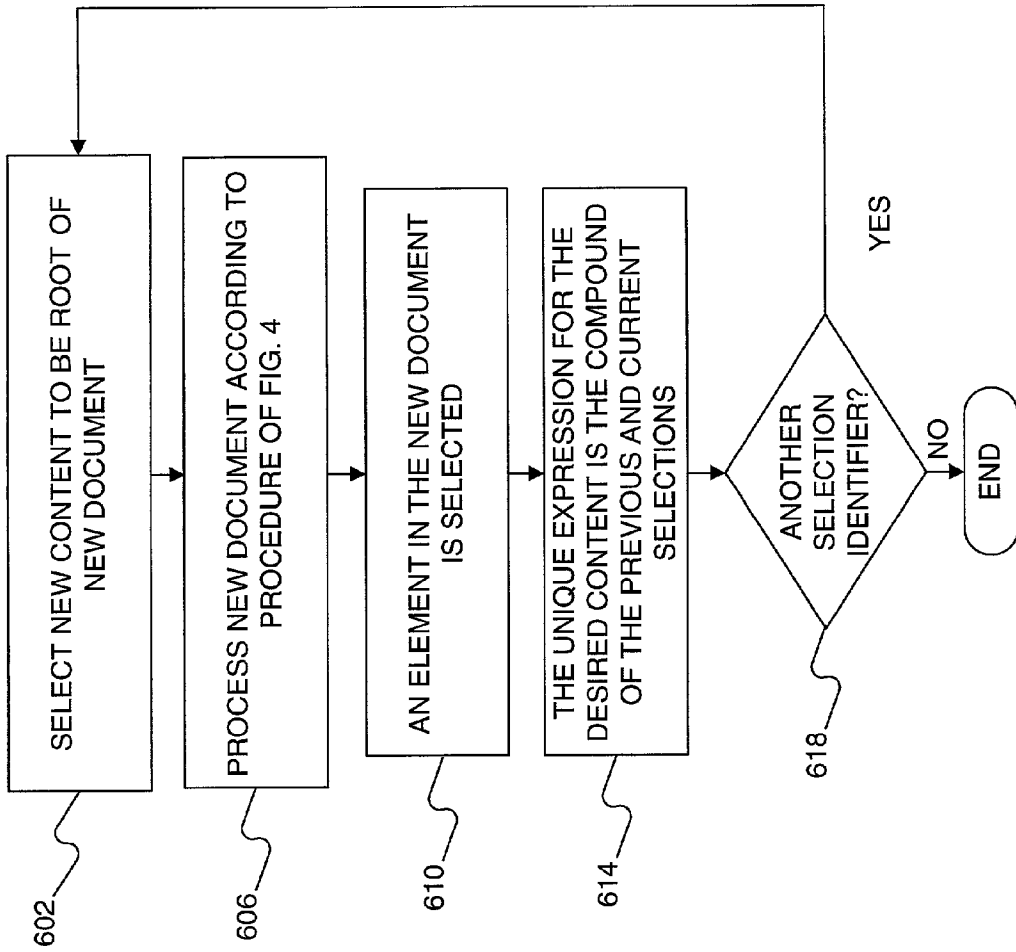 602
SELECT NEW CONTENT TO BE ROOT OF
NEW DOCUMENT
606
PROCESS NEW DOCUMENT ACCORDING TO
PROCEDURE OF FIG. 4
610
AN ELEMENT IN THE NEW DOCUMENT
IS SELECTED
614
THE UNIQUE EXPRESSION FOR THE
DESIRED CONTENT IS THE COMPOUND
OF THE PREVIOUS AND CURRENT
SELECTIONS
618
ANOTHER
SELECTION
IDENTIFIER?
YES
NO
END